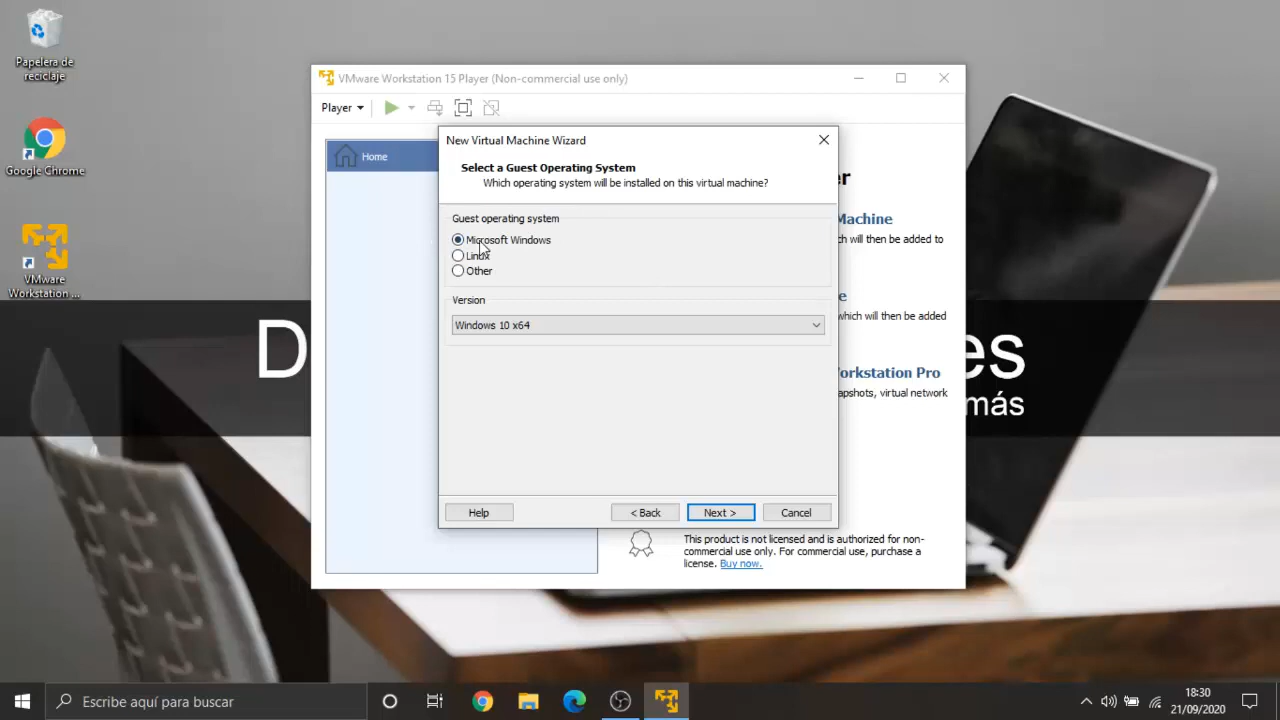 Papelera de
reciclaje
Google Chrome
VMware
Workstation ...
VMware Workstation 15 Player (Non-commercial use only)
Player
Home
New Virtual Machine Wizard
Select a Guest Operating System
Which operating system will be installed on this virtual machine?
Guest operating system
Microsoft Windows
Linux
Other
Version
Windows 10 x64
Help
< Back
Next >
Cancel
er
Machine
ch will then be added to
e
which will then be added
orkstation Pro
apshots, virtual network
This product is not licensed and is authorized for non-
commercial use only. For commercial use, purchase a
license. Buy now.
D
es
más
Escribe aquí para buscar
18:30
21/09/2020